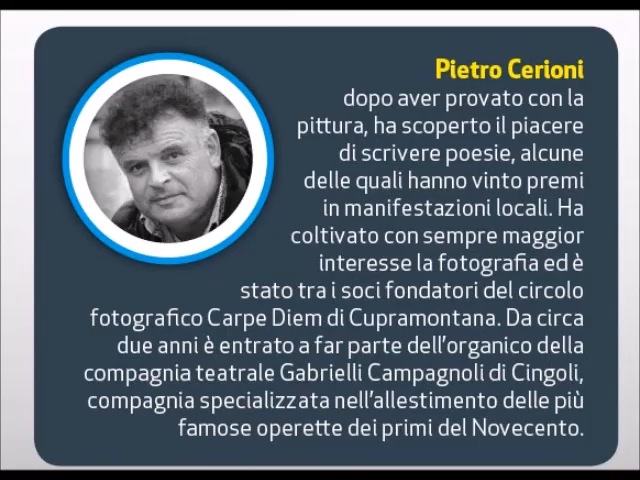 Pietro Cerioni
dopo aver provato con la
pittura, ha scoperto il piacere
di scrivere poesie, alcune
delle quali hanno vinto premi
in manifestazioni locali. Ha
coltivato con sempre maggior
interesse la fotografia ed è
stato tra i soci fondatori del circolo
fotografico Carpe Diem di Cupramontana. Da circa
due anni è entrato a far parte dell’organico della
compagnia teatrale Gabrielli Campagnoli di Cingoli,
compagnia specializzata nell’allestimento delle più
famose operette dei primi del Novecento.